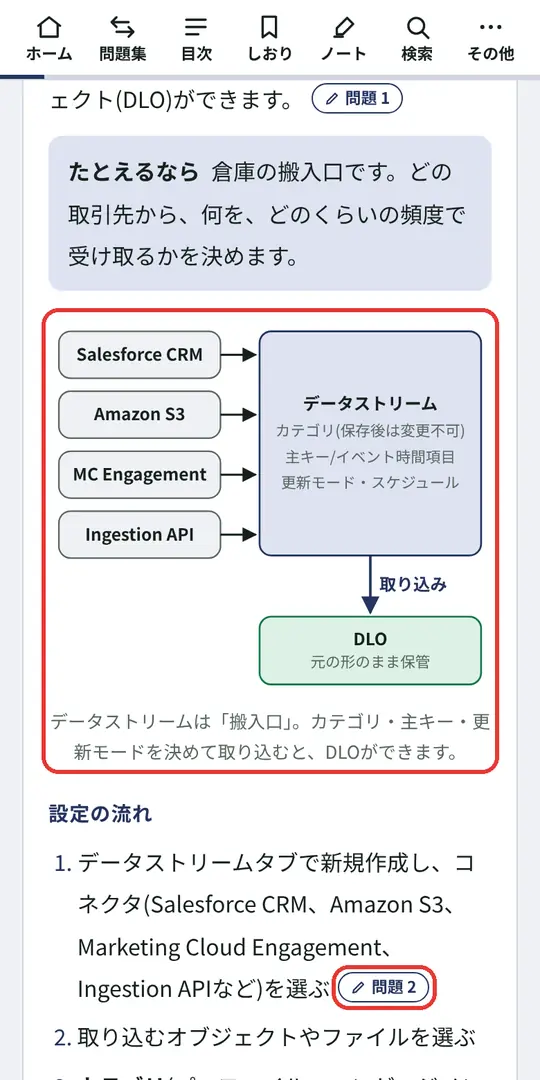 ホーム 問題集 目次 しおり ノート 検索 その他
ェクト(DLO)ができます。 問題 1
たとえるなら 倉庫の搬入口です。どの
取引先から、何を、どのくらいの頻度で
受け取るかを決めます。
Salesforce CRM
Amazon S3
MC Engagement
Ingestion API
データストリーム
カテゴリ(保存後は変更不可)
主キー/イベント時間項目
更新モード・スケジュール
取り込み
DLO
元の形のまま保管
データストリームは「搬入口」。カテゴリ・主キー・更
新モードを決めて取り込むと、DLOができます。
設定の流れ
1. データストリームタブで新規作成し、コ
ネクタ(Salesforce CRM、Amazon S3、
Marketing Cloud Engagement、
Ingestion APIなど)を選ぶ 問題 2
2. 取り込むオブジェクトやファイルを選ぶ